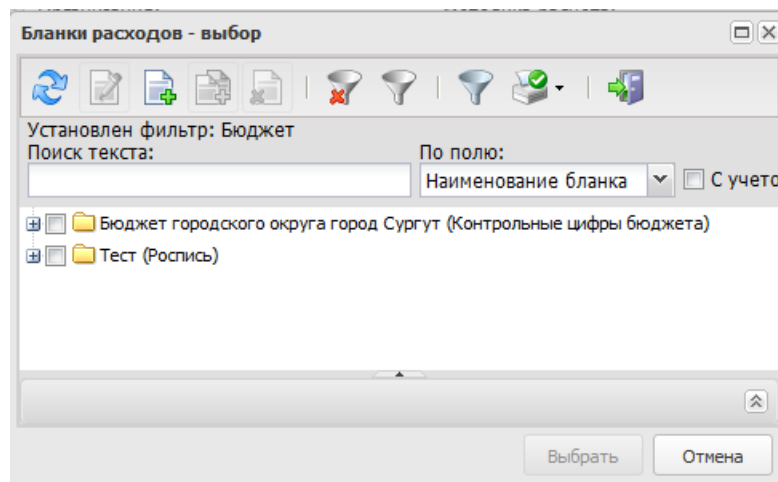 Бланки расходов - выбор
Установлен фильтр: Бюджет
Поиск текста:
По полю:
Наименование бланка
С учето
Бюджет городского округа город Сургут (Контрольные цифры бюджета)
Тест (Роспись)
Выбрать
Отмена